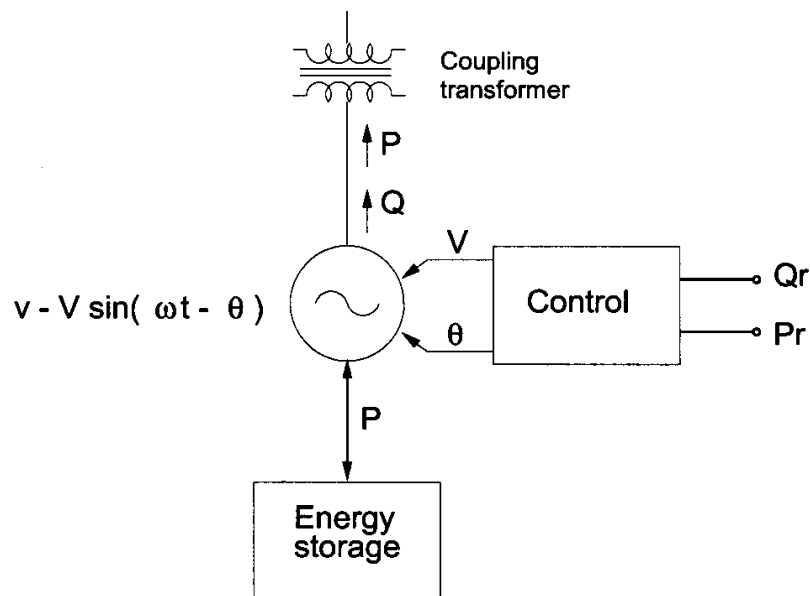 Coupling
transformer
P
Q
V
Qr
v - V sin( ωt - θ )
Control
θ
Pr
P
Energy
storage